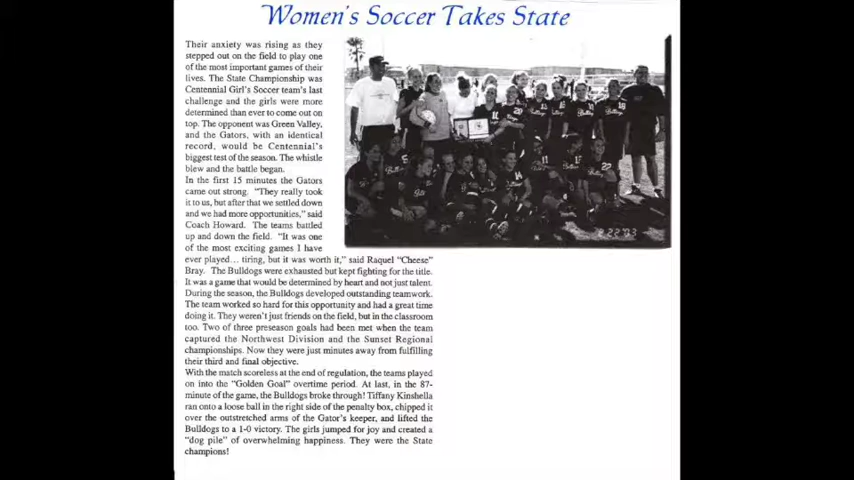 Women's Soccer Takes State
Their anxiety was rising as they
stepped out on the field to play one
of the most important games of their
lives. The State Championship was
Centennial Girl's Soccer team's last
challenge and the girls were more
determined than ever to come out on
top. The opponent was Green Valley,
and the Gators, with an identical
record, would be Centennial's
biggest test of the season. The whistle
blew and the battle began.
In the first 15 minutes the Gators
came out strong. "They really took
it to us, but after that we settled down
and we had more opportunities," said
Coach Howard. The teams battled
up and down the field. "It was one
of the most exciting games I have
ever played… tiring, but it was worth it," said Raquel "Cheese"
Bray. The Bulldogs were exhausted but kept fighting for the title.
It was a game that would be determined by heart and not just talent.
During the season, the Bulldogs developed outstanding teamwork.
The team worked so hard for this opportunity and had a great time
doing it. They weren't just friends on the field, but in the classroom
too. Two of three preseason goals had been met when the team
captured the Northwest Division and the Sunset Regional
championships. Now they were just minutes away from fulfilling
their third and final objective.
With the match scoreless at the end of regulation, the teams played
on into the "Golden Goal" overtime period. At last, in the 87-
minute of the game, the Bulldogs broke through! Tiffany Kinshella
ran onto a loose ball in the right side of the penalty box, chipped it
over the outstretched arms of the Gator's keeper, and lifted the
Bulldogs to a 1-0 victory. The girls jumped for joy and created a
"dog pile" of overwhelming happiness. They were the State
champions!
2 22 '03